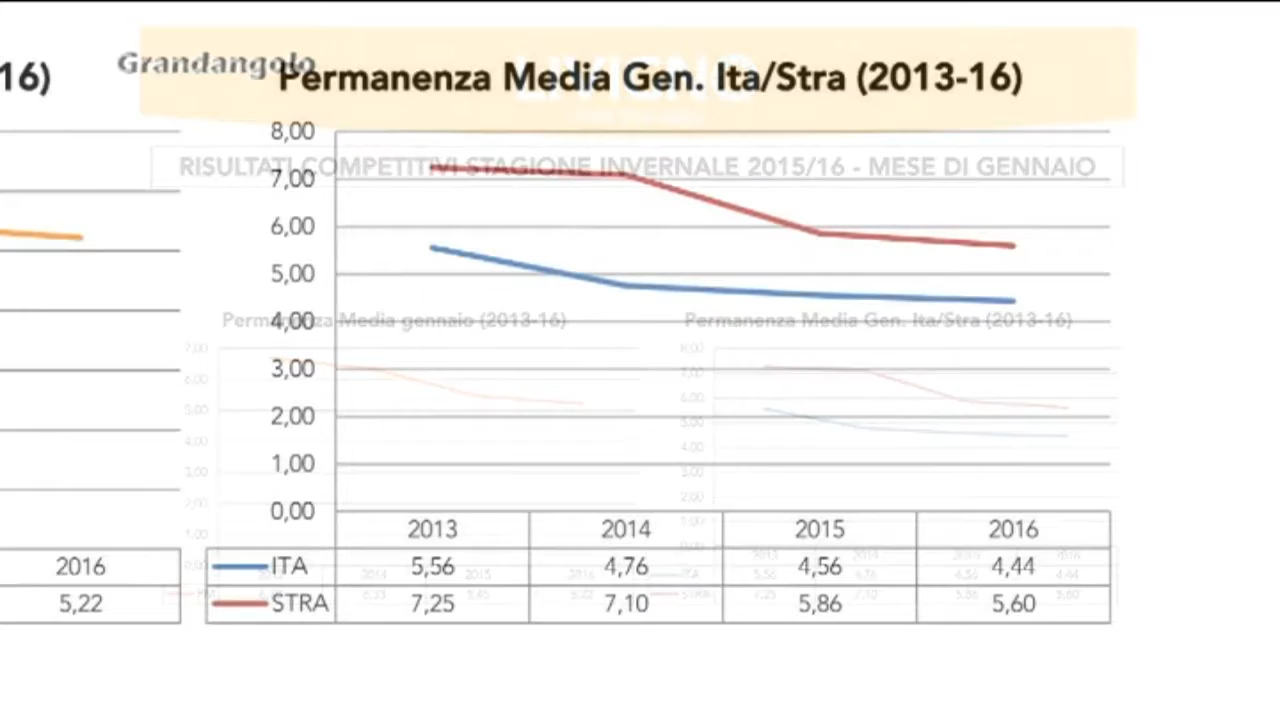 16)
Grandangolo
Permanenza Media Gen. Ita/Stra (2013-16)
LIVIGNO
RISULTATI COMPETITIVI STAGIONE INVERNALE 2015/16 - MESE DI GENNAIO
8,00
7,00
6,00
5,00
4,00
3,00
2,00
1,00
0,00
Permanenza Media gennaio (2013-16)
Permanenza Media Gen. Ita/Stra (2013-16)
2013 2014 2015 2016
ITA 5,56 4,76 4,56 4,44
STRA 7,25 7,10 5,86 5,60
2016
5,22